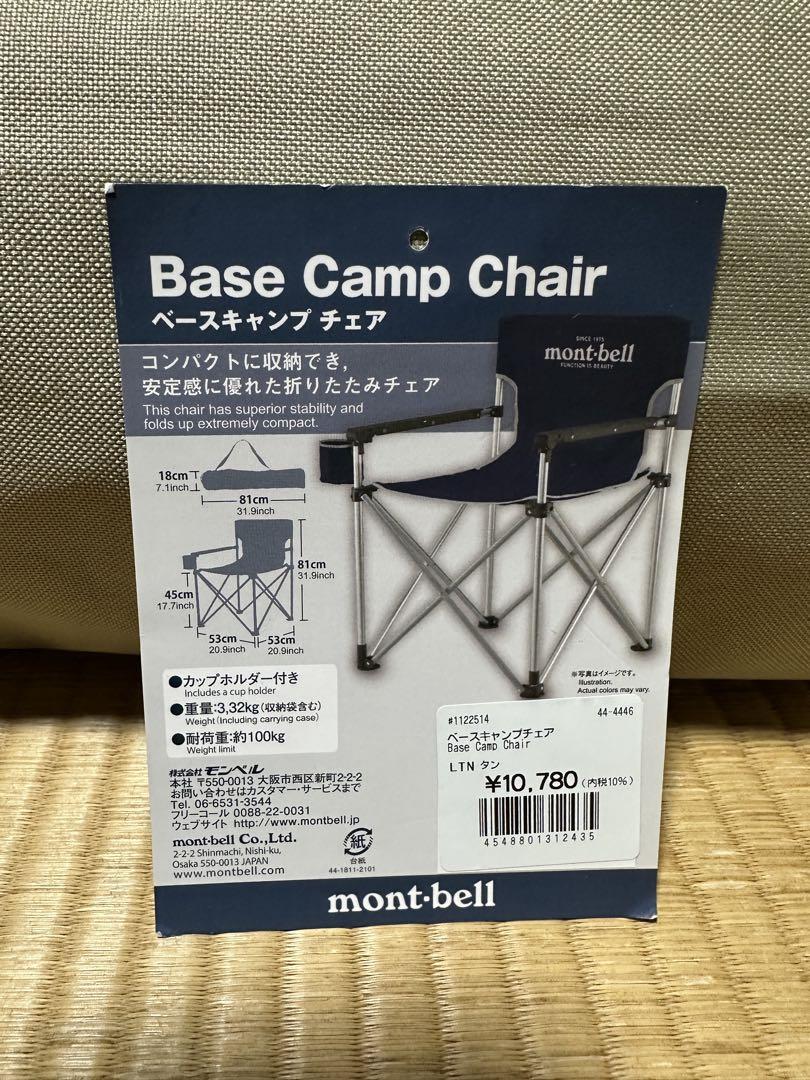 Base Camp Chair
ベースキャンプ チェア
コンパクトに収納でき,
安定感に優れた折りたたみチェア
This chair has superior stability and
folds up extremely compact.
SINCE 1975
mont-bell
FUNCTION IS BEAUTY
18cm
7.1inch
81cm
31.9inch
81cm
31.9inch
45cm
17.7inch
53cm
20.9inch
53cm
20.9inch
●カップホルダー付き
Includes a cup holder
●重量:3,32kg(収納袋含む)
Weight (Including carrying case)
●耐荷重:約100kg
Weight limit
※写真はイメージです。
Illustration.
Actual colors may vary.
#1122514 44-4446
ベースキャンプチェア
Base Camp Chair
LTN タン
¥10,780(内税10%)
4548801312435
株式会社モンベル
本社 〒550-0013 大阪市西区新町2-2-2
お問い合わせはカスタマー・サービスまで
Tel. 06-6531-3544
フリーコール 0088-22-0031
ウェブサイト http://www.montbell.jp
mont-bell Co.,Ltd.
2-2-2 Shinmachi, Nishi-ku,
Osaka 550-0013 JAPAN
www.montbell.com
紙
台紙
44-1811-2101
mont-bell